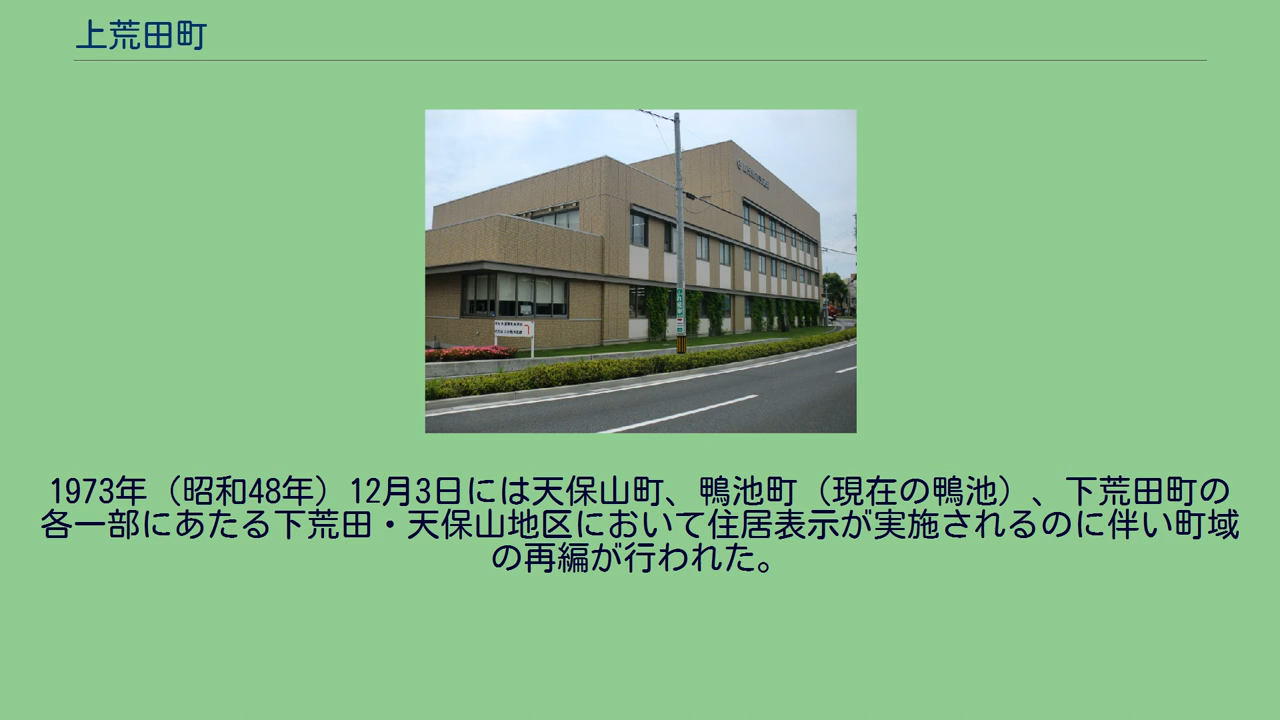 上荒田町
1973年（昭和48年）12月3日には天保山町、鴨池町（現在の鴨池）、下荒田町の
各一部にあたる下荒田・天保山地区において住居表示が実施されるのに伴い町域
の再編が行われた。